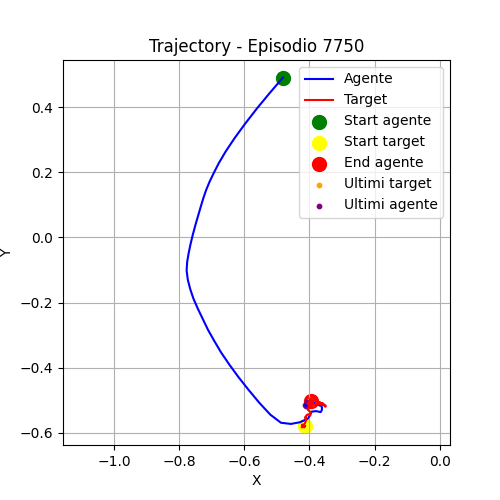 Trajectory - Episodio 7750
Agente
Target
Start agente
Start target
End agente
Ultimi target
Ultimi agente
Y
0.4
0.2
0.0
−0.2
−0.4
−0.6
−1.0
−0.8
−0.6
−0.4
−0.2
0.0
X